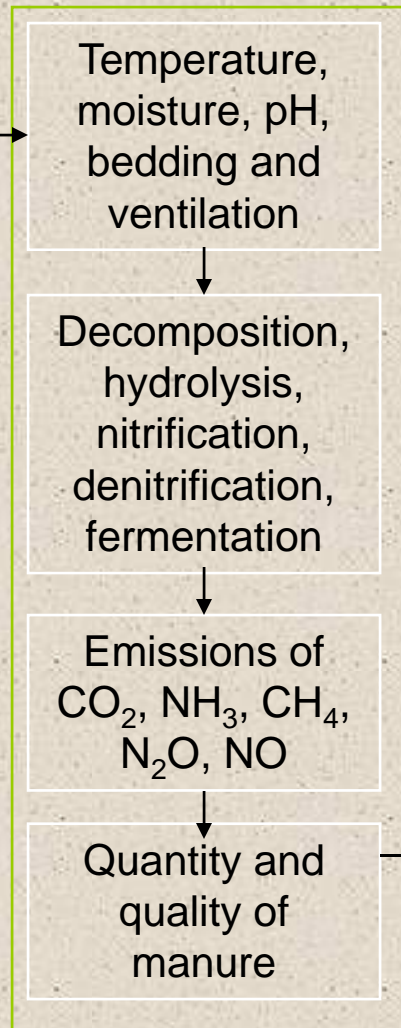 Temperature,
moisture, pH,
bedding and
ventilation
Decomposition,
hydrolysis,
nitrification,
denitrification,
fermentation
Emissions of
CO₂, NH₃, CH₄,
N₂O, NO
Quantity and
quality of
manure